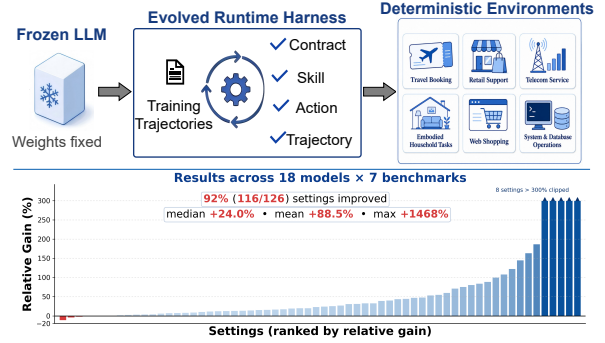 Frozen LLM
Weights fixed
Evolved Runtime Harness
Training
Trajectories
Contract
Skill
Action
Trajectory
Deterministic Environments
Travel Booking
Retail Support
Telecom Service
Embodied
Household Tasks
Web Shopping
System & Database
Operations
Results across 18 models × 7 benchmarks
8 settings > 300% clipped
92% (116/126) settings improved
median +24.0% • mean +88.5% • max +1468%
Relative Gain (%)
300
250
200
150
100
50
0
−20
Settings (ranked by relative gain)